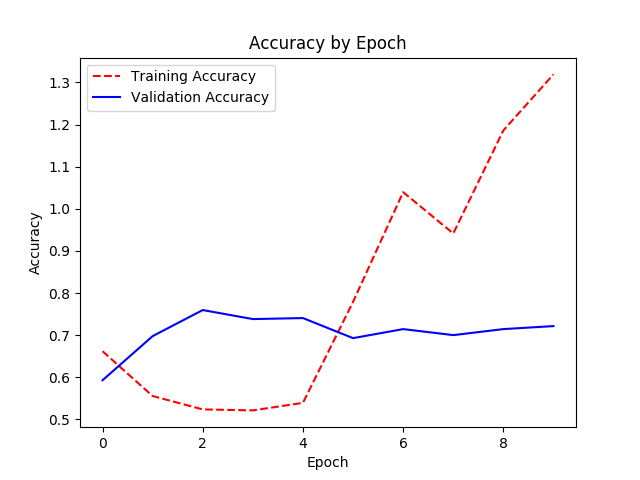 Accuracy by Epoch
Training Accuracy
Validation Accuracy
1.3
1.2
1.1
1.0
0.9
0.8
0.7
0.6
0.5
Accuracy
0 2 4 6 8
Epoch